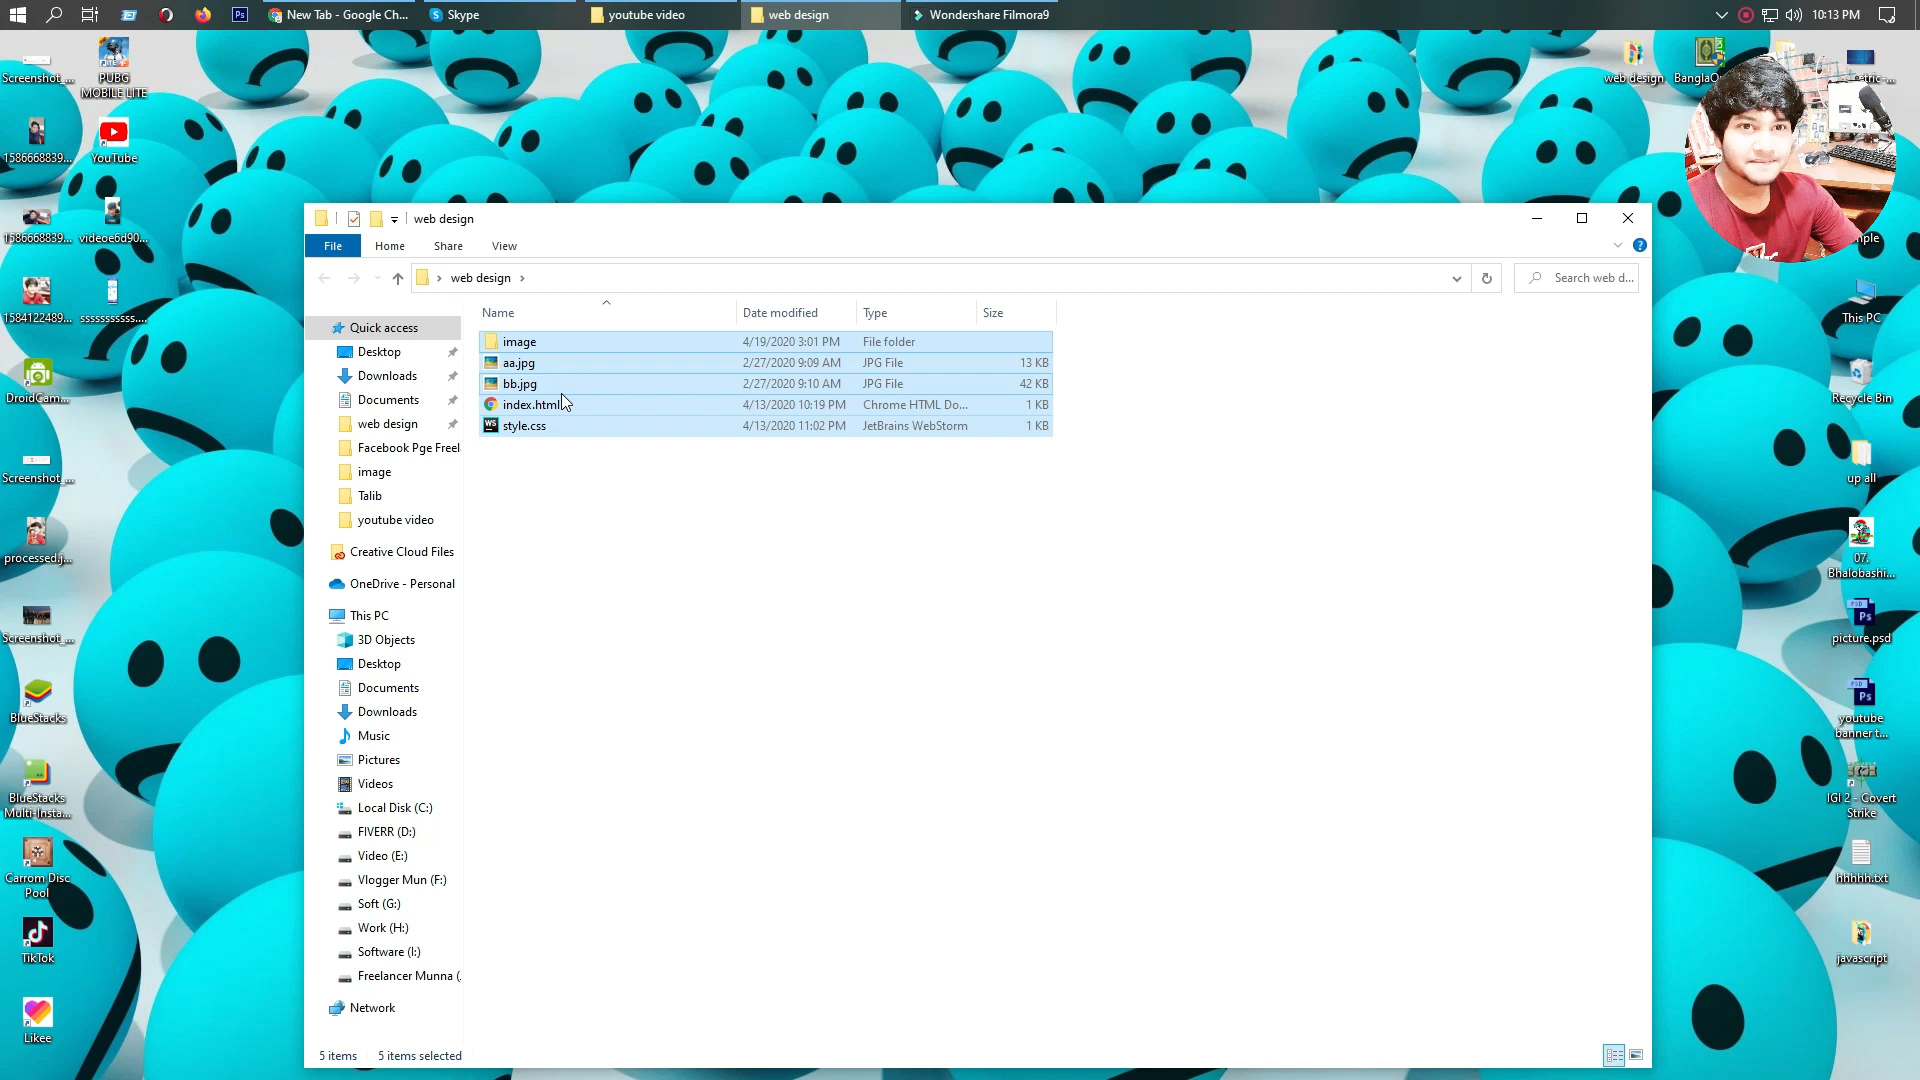 New Tab - Google Ch...
Skype
youtube video
web design
Wondershare Filmora9
10:13 PM
Screenshot_...
PUBG
MOBILE LITE
1586668839...
YouTube
1586668839...
videoe6d90...
1584122489...
sssssssssss....
DroidCam...
Screenshot_...
processed.j...
Screenshot_...
BlueStacks
BlueStacks
Multi-Insta...
Carrom Disc
Pool
TikTok
Likee
web design
This PC
Recycle Bin
up all
07.
Bhalobashi...
picture.psd
youtube
banner t...
IGI 2 - Covert
Strike
hhhhh.txt
javascript
web design
File
Home
Share
View
web design
Search web d...
Name
Date modified
Type
Size
image
4/19/2020 3:01 PM
File folder
aa.jpg
2/27/2020 9:09 AM
JPG File
13 KB
bb.jpg
2/27/2020 9:10 AM
JPG File
42 KB
index.html
4/13/2020 10:19 PM
Chrome HTML Do...
1 KB
style.css
4/13/2020 11:02 PM
JetBrains WebStorm
1 KB
Quick access
Desktop
Downloads
Documents
web design
Facebook Pge Freel
image
Talib
youtube video
Creative Cloud Files
OneDrive - Personal
This PC
3D Objects
Desktop
Documents
Downloads
Music
Pictures
Videos
Local Disk (C:)
FIVERR (D:)
Video (E:)
Vlogger Mun (F:)
Soft (G:)
Work (H:)
Software (I:)
Freelancer Munna (
Network
5 items
5 items selected